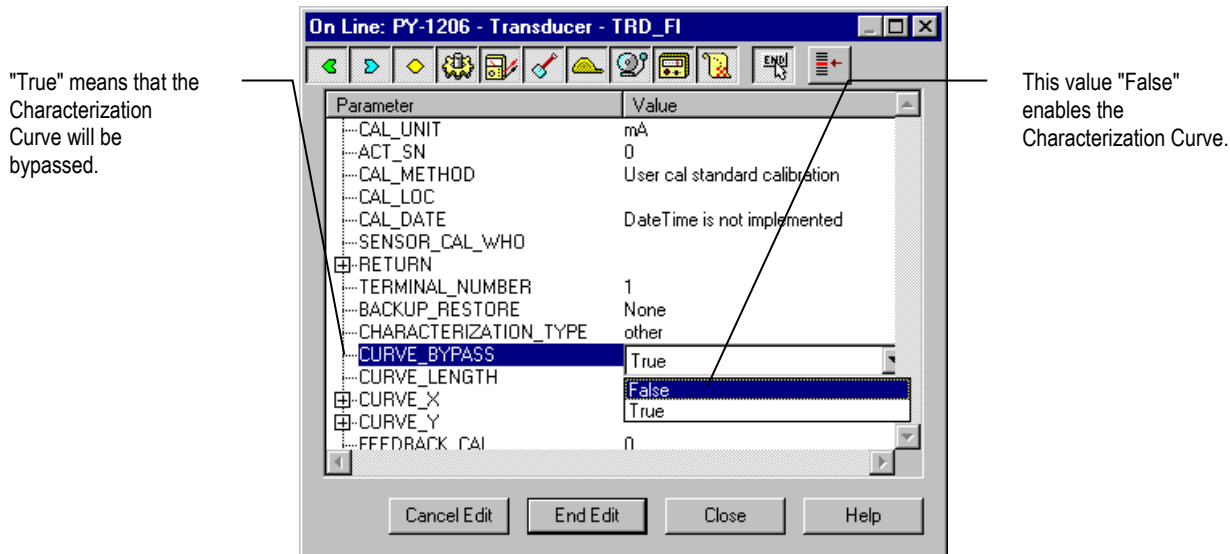 "True" means that the
Characterization
Curve will be
bypassed.
On Line: PY-1206 - Transducer - TRD_FI
END
Parameter Value
CAL_UNIT mA
ACT_SN 0
CAL_METHOD User cal standard calibration
CAL_LOC
CAL_DATE DateTime is not implemented
SENSOR_CAL_WHO
RETURN
TERMINAL_NUMBER 1
BACKUP_RESTORE None
CHARACTERIZATION_TYPE other
CURVE_BYPASS True
CURVE_LENGTH
False
CURVE_X
True
CURVE_Y
FEEDBACK_CAL 0
Cancel Edit End Edit Close Help
This value "False"
enables the
Characterization Curve.